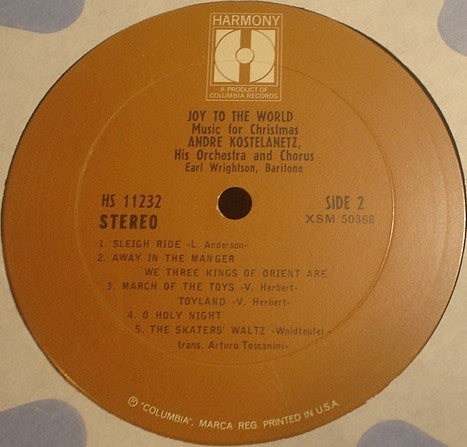 HARMONY
A PRODUCT OF
COLUMBIA RECORDS
JOY TO THE WORLD
Music for Christmas
ANDRE KOSTELANETZ,
His Orchestra and Chorus
Earl Wrightson, Baritone
HS 11232
STEREO
SIDE 2
XSM 50368
1. SLEIGH RIDE -L. Anderson-
2. AWAY IN THE MANGER
WE THREE KINGS OF ORIENT ARE
3. MARCH OF THE TOYS -V. Herbert-
TOYLAND -V. Herbert-
4. O HOLY NIGHT
5. THE SKATERS' WALTZ -Waldteufel-
trans. Arturo Toscanini-
Ⓟ "COLUMBIA", MARCA REG. PRINTED IN U.S.A.